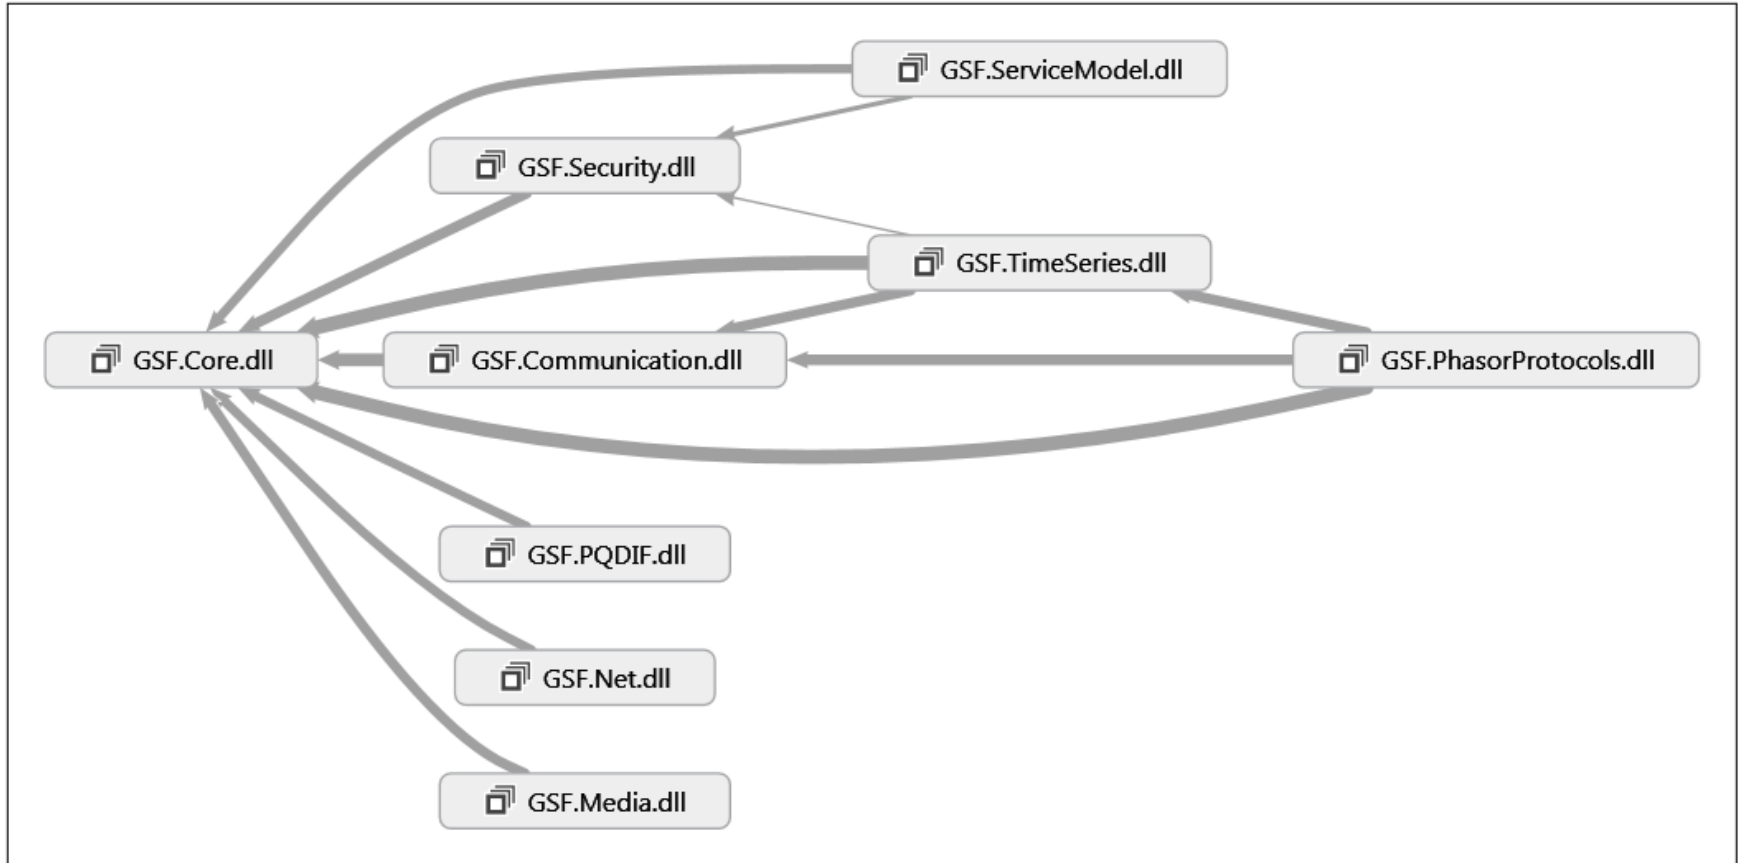 GSF.ServiceModel.dll
GSF.Security.dll
GSF.TimeSeries.dll
GSF.Core.dll
GSF.Communication.dll
GSF.PhasorProtocols.dll
GSF.PQDIF.dll
GSF.Net.dll
GSF.Media.dll